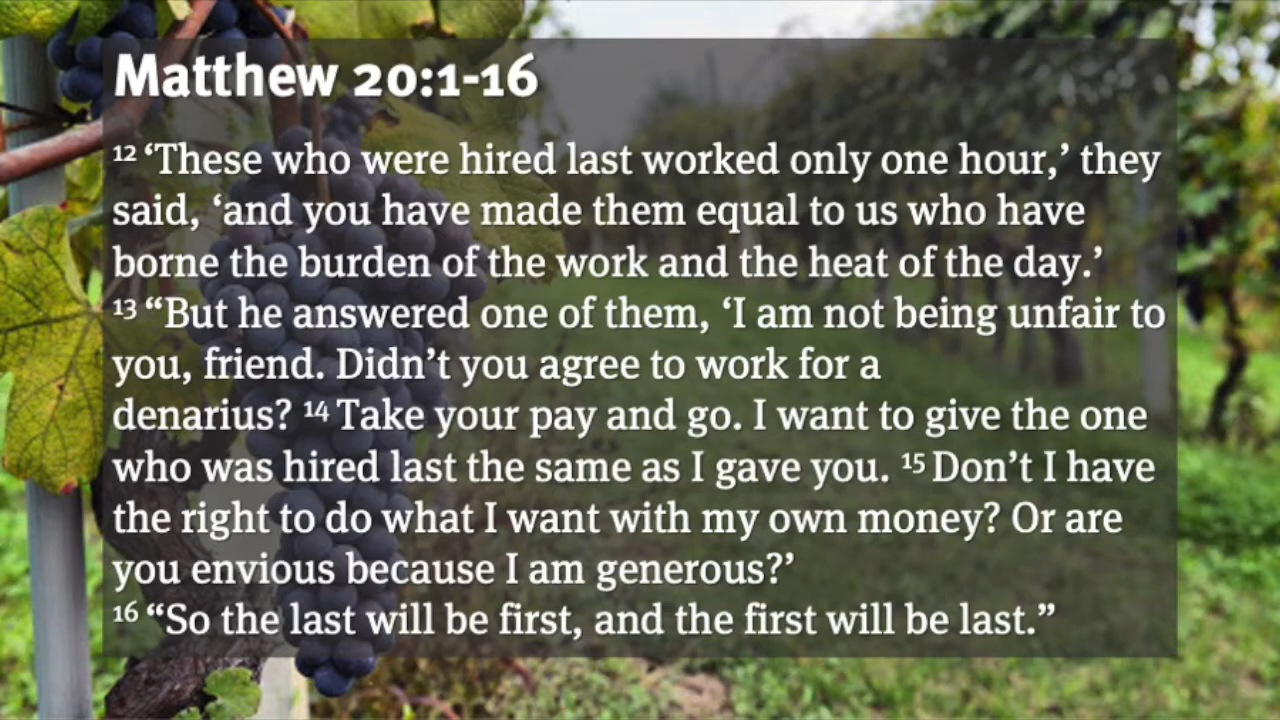 Matthew 20:1-16
12 ‘These who were hired last worked only one hour,’ they
said, ‘and you have made them equal to us who have
borne the burden of the work and the heat of the day.’
13 “But he answered one of them, ‘I am not being unfair to
you, friend. Didn’t you agree to work for a
denarius? 14 Take your pay and go. I want to give the one
who was hired last the same as I gave you. 15 Don’t I have
the right to do what I want with my own money? Or are
you envious because I am generous?’
16 “So the last will be first, and the first will be last.”